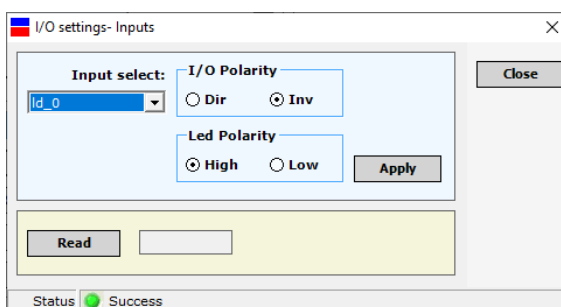 I/O settings- Inputs
Input select:
Id_0
I/O Polarity
Dir
Inv
Led Polarity
High
Low
Apply
Close
Read
Status
Success